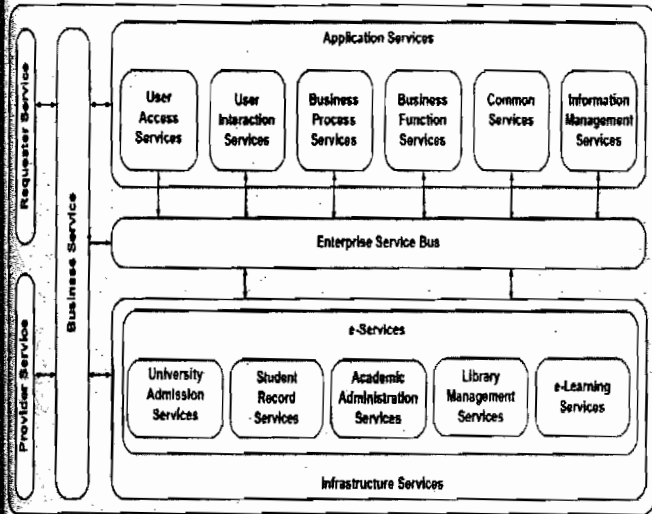 Requester Service
Provider Service
Business Service
Application Services
User
Access
Services
User
Interaction
Services
Business
Process
Services
Business
Function
Services
Common
Services
Information
Management
Services
Enterprise Service Bus
e-Services
University
Admission
Services
Student
Record
Services
Academic
Administration
Services
Library
Management
Services
e-Learning
Services
Infrastructure Services